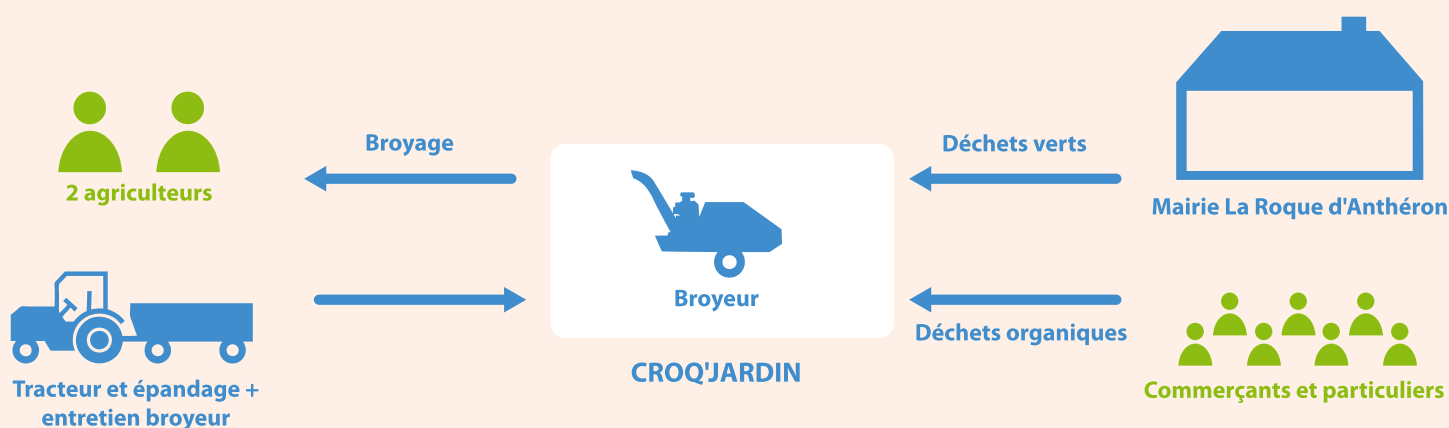 2 agriculteurs
Broyage
Tracteur et épandage +
entretien broyeur
Broyeur
CROQ'JARDIN
Déchets verts
Mairie La Roque d'Anthéron
Déchets organiques
Commerçants et particuliers